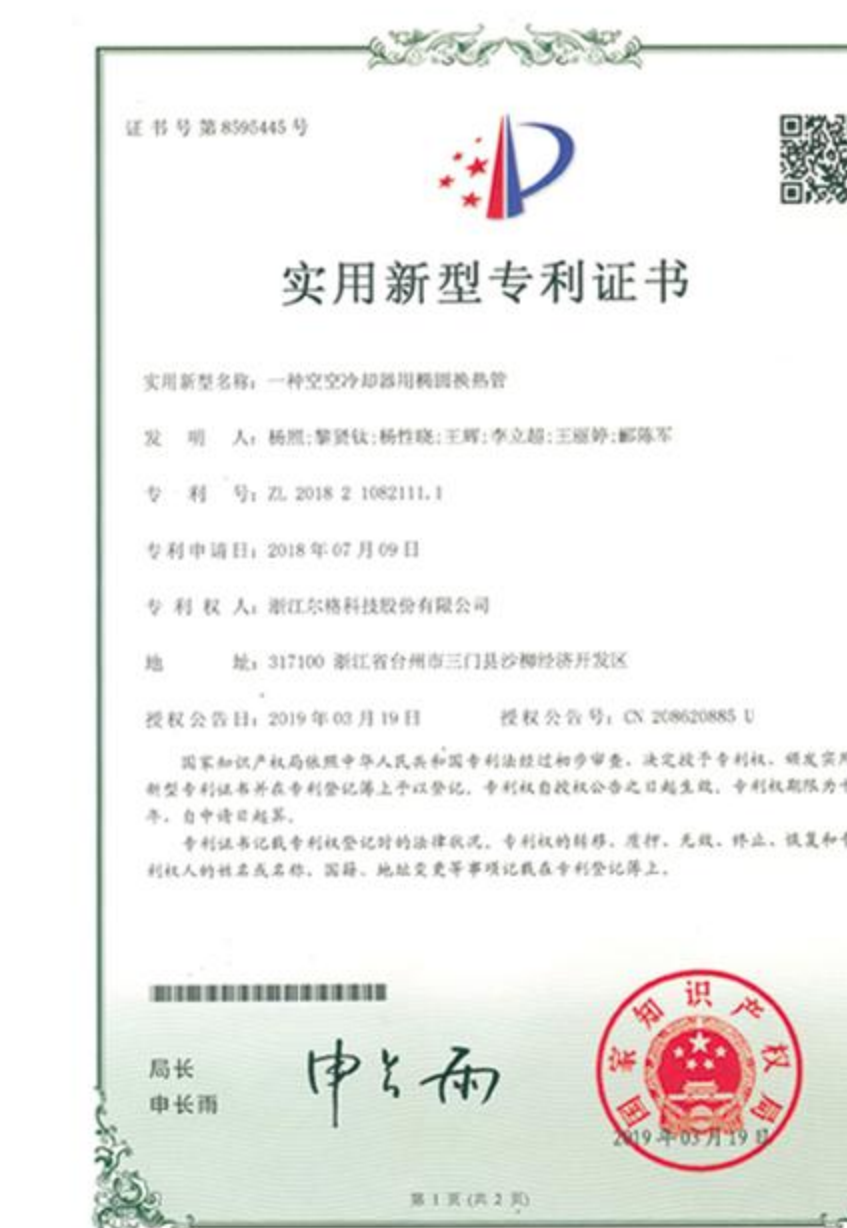 证书号第8595445号
实用新型专利证书
实用新型名称：一种空空冷却器用椭圆换热管
发 明 人：杨照;黎贤钛;杨性晓;王辉;李立超;王丽婷;郦陈军
专 利 号：ZL 2018 2 1082111.1
专利申请日：2018年07月09日
专 利 权 人：浙江尔格科技股份有限公司
地 址：317100 浙江省台州市三门县沙柳经济开发区
授权公告日：2019年03月19日 授权公告号：CN 208620885 U
国家知识产权局依照中华人民共和国专利法经过初步审查，决定授予专利权，颁发实用
新型专利证书并在专利登记簿上予以登记。专利权自授权公告之日起生效。专利权期限为十
年，自申请日起算。
专利证书记载专利权登记时的法律状况。专利权的转移、质押、无效、终止、恢复和专
利权人的姓名或名称、国籍、地址变更等事项记载在专利登记簿上。
局长
申长雨
申长雨
国家知识产权局
2019年03月19日
第 1 页 (共 2 页)